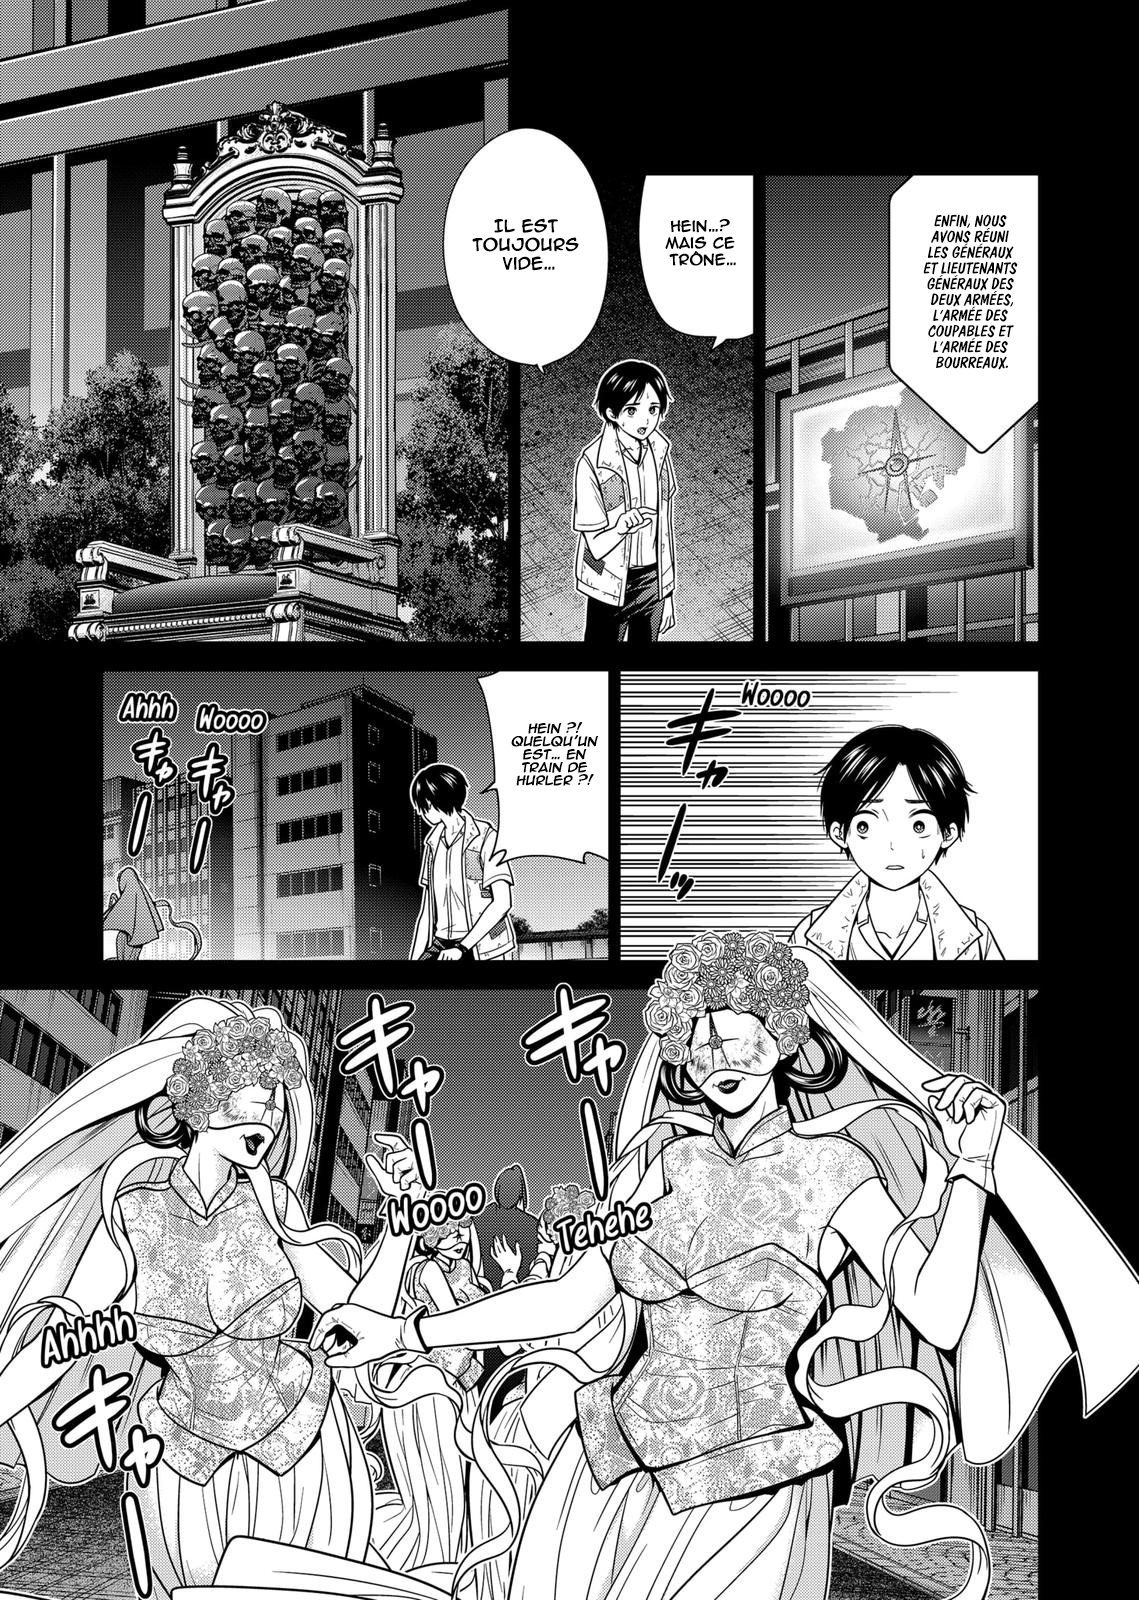 ENFIN, NOUS
AVONS RÉUNI
LES GÉNÉRAUX
ET LIEUTENANTS
GÉNÉRAUX DES
DEUX ARMÉES,
L'ARMÉE DES
COUPABLES ET
L'ARMÉE DES
BOURREAUX.
HEIN...?
MAIS CE
TRÔNE...
IL EST
TOUJOURS
VIDE...
Woooo
キャーッ
HEIN ?!
QUELQU'UN
EST... EN
TRAIN DE
HURLER ?!
Woooo
キャー
Ahhh
キャー
キャー
Tehehe
キャー
Woooo
Ahhhh
キャー